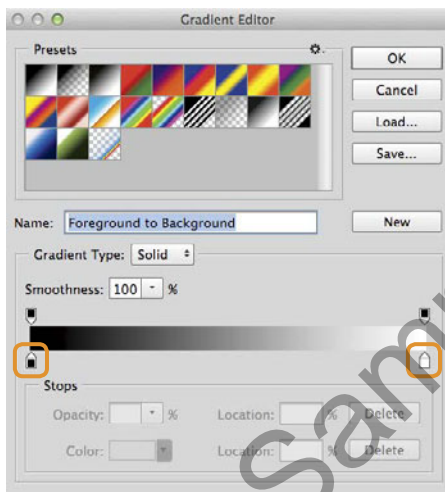 Gradient Editor
Presets
OK
Cancel
Load...
Save...
Name: Foreground to Background
New
Gradient Type: Solid
Smoothness: 100 %
Stops
Opacity: % Location: % Delete
Color: Location: % Delete
Sam